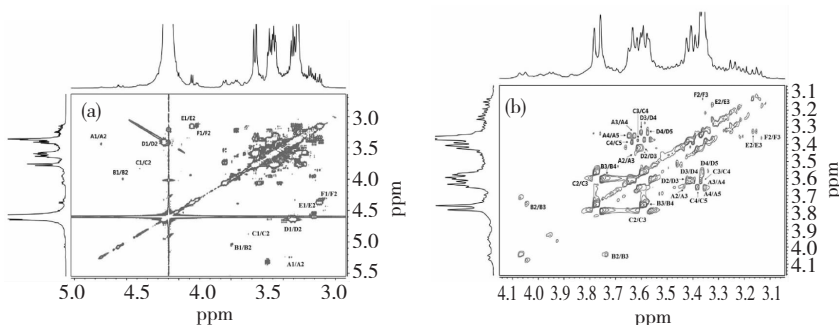 (a)
E1/E2
F1/F2
A1/A2
D1/D2
C1/C2
B1/B2
F1/F2
E1/E2
D1/D2
C1/C2
B1/B2
A1/A2
3.0
3.5
4.0
4.5
5.0
5.5
ppm
5.0 4.5 4.0 3.5 3.0
ppm
(b)
F2/F3
E2/E3
C3/C4
D3/D4
A3/A4
A4/A5
D4/D5
C4/C5
A2/A3
D2/D3
B3/B4
C2/C3
F2/F3
E2/E3
D4/D5
D3/D4
C3/C4
D2/D3
A3/A4
A2/A3
A4/A5
C4/C5
B3/B4
C2/C3
B2/B3
B2/B3
3.1
3.2
3.3
3.4
3.5
3.6
3.7
3.8
3.9
4.0
4.1
ppm
4.1 4.0 3.9 3.8 3.7 3.6 3.5 3.4 3.3 3.2 3.1
ppm